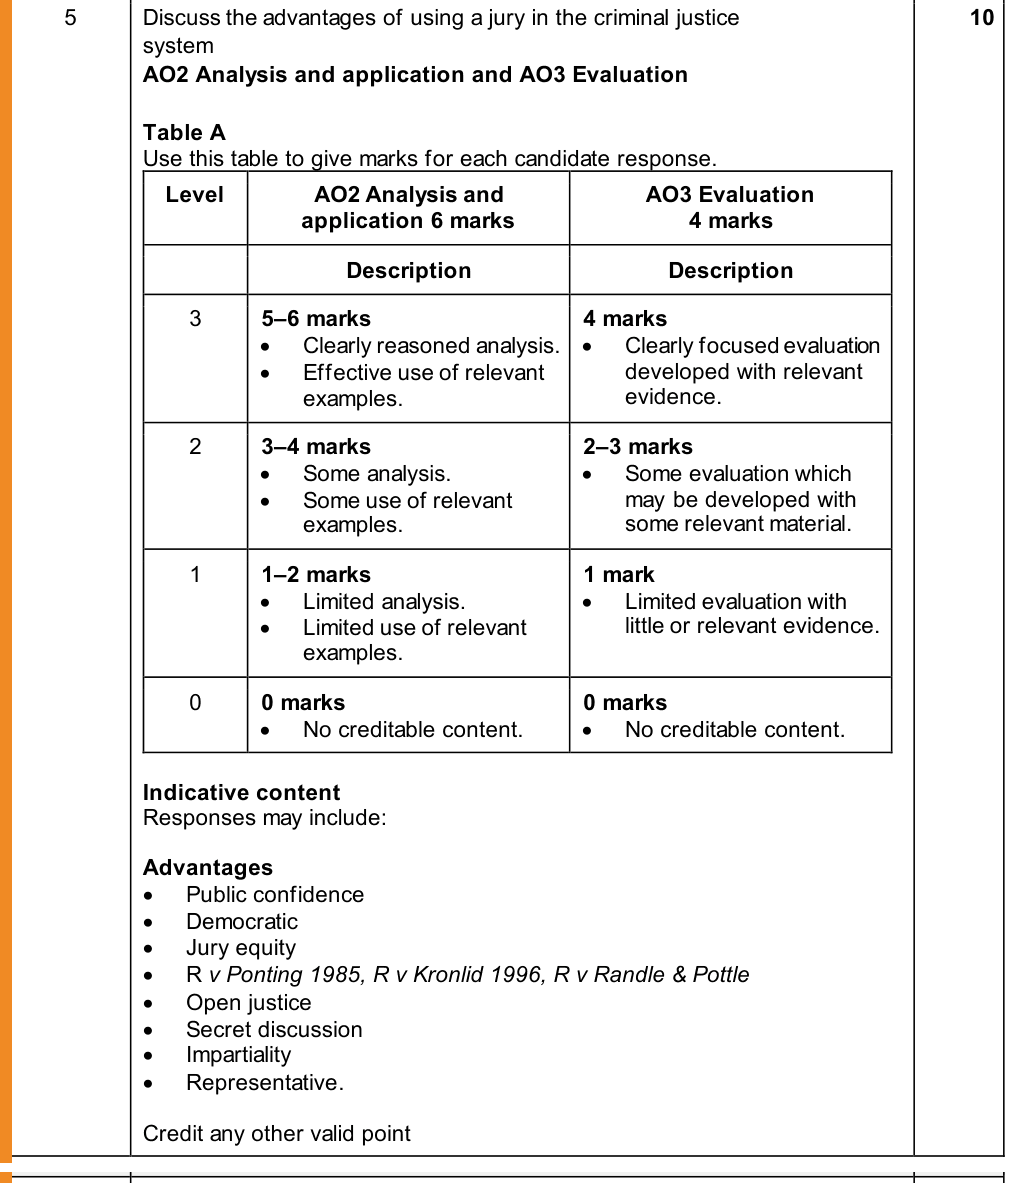 5 Discuss the advantages of using a jury in the criminal justice 10
system
AO2 Analysis and application and AO3 Evaluation
Table A
Use this table to give marks for each candidate response.
Level AO2 Analysis and AO3 Evaluation
application 6 marks 4 marks
Description Description
3 5–6 marks 4 marks
• Clearly reasoned analysis. • Clearly focused evaluation
• Effective use of relevant developed with relevant
examples. evidence.
2 3–4 marks 2–3 marks
• Some analysis. • Some evaluation which
• Some use of relevant may be developed with
examples. some relevant material.
1 1–2 marks 1 mark
• Limited analysis. • Limited evaluation with
• Limited use of relevant little or relevant evidence.
examples.
0 0 marks 0 marks
• No creditable content. • No creditable content.
Indicative content
Responses may include:
Advantages
• Public confidence
• Democratic
• Jury equity
• R v Ponting 1985, R v Kronlid 1996, R v Randle & Pottle
• Open justice
• Secret discussion
• Impartiality
• Representative.
Credit any other valid point